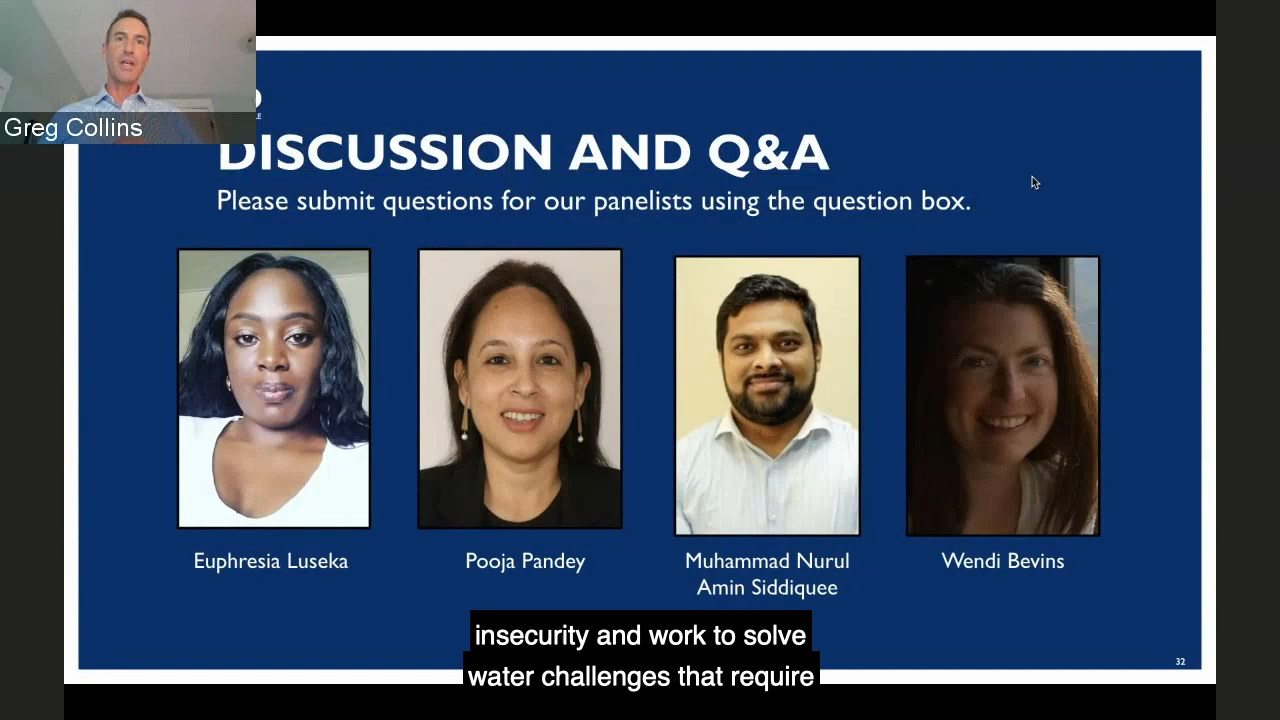 Greg Collins
DISCUSSION AND Q&A
Please submit questions for our panelists using the question box.
Euphresia Luseka
Pooja Pandey
Muhammad Nurul
Amin Siddiquee
Wendi Bevins
insecurity and work to solve
water challenges that require
32